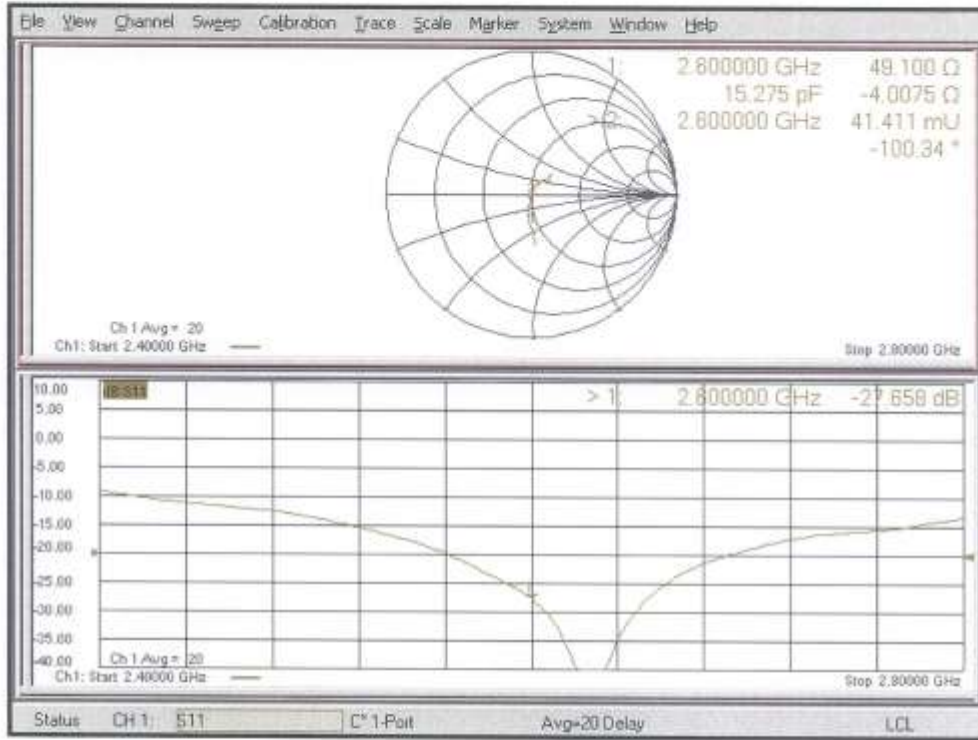 File View Channel Sweep Calibration Trace Scale Marker System Window Help
1: 2.600000 GHz 49.100 Ω
15.275 pF -4.0075 Ω
>2: 2.600000 GHz 41.411 mU
-100.34 °
Ch 1 Avg = 20
Ch1: Start 2.40000 GHz
Stop 2.80000 GHz
10.00 dB S11 > 1: 2.600000 GHz -27.658 dB
5.00
0.00
-5.00
-10.00
-15.00
-20.00
-25.00
-30.00
-35.00
-40.00 Ch 1 Avg = 20
Ch1: Start 2.40000 GHz
Stop 2.80000 GHz
Status CH 1: S11 C* 1-Port Avg=20 Delay LCL